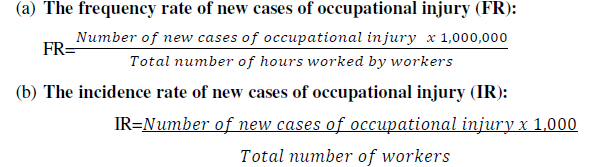 (a) The frequency rate of new cases of occupational injury (FR):
FR=Number of new cases of occupational injury x 1,000,000
Total number of hours worked by workers
(b) The incidence rate of new cases of occupational injury (IR):
IR=Number of new cases of occupational injury x 1,000
Total number of workers